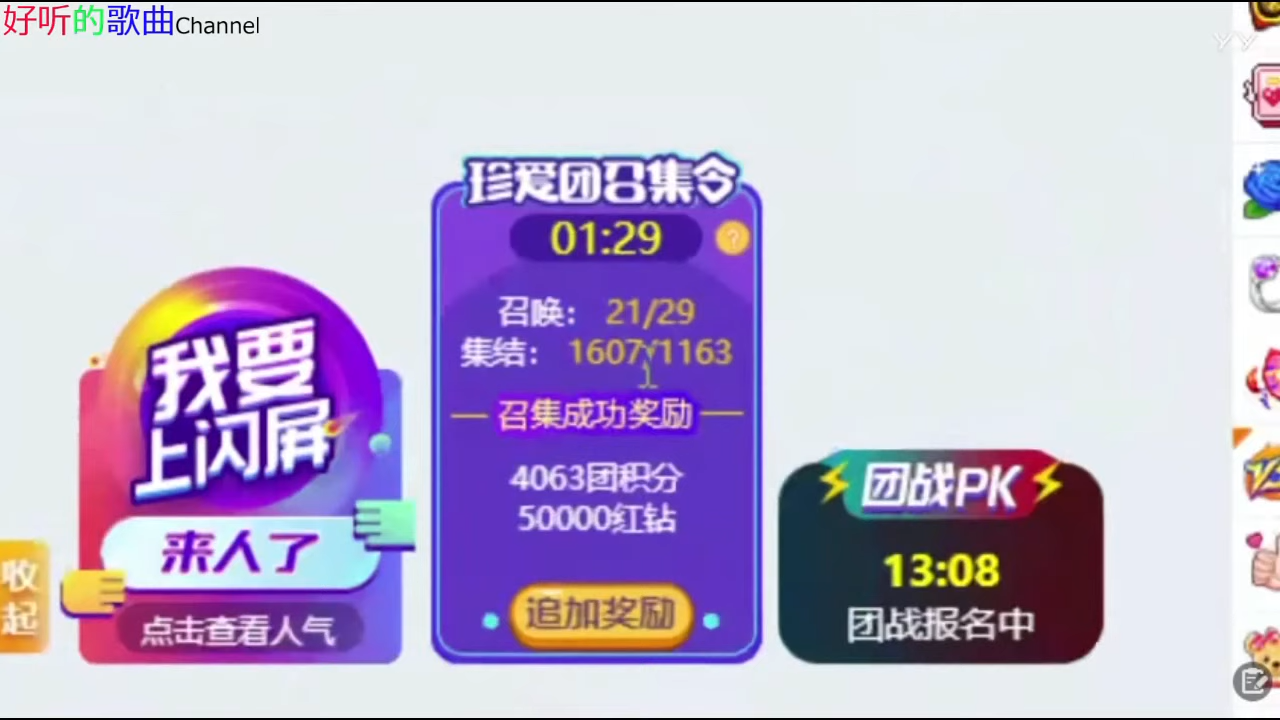 好听的歌曲Channel
YY
珍爱团召集令
01:29
?
召唤： 21/29
集结： 1607/1163
召集成功奖励
4063团积分
50000红钻
追加奖励
我要
上闪屏
来人了
点击查看人气
收
起
团战PK
13:08
团战报名中